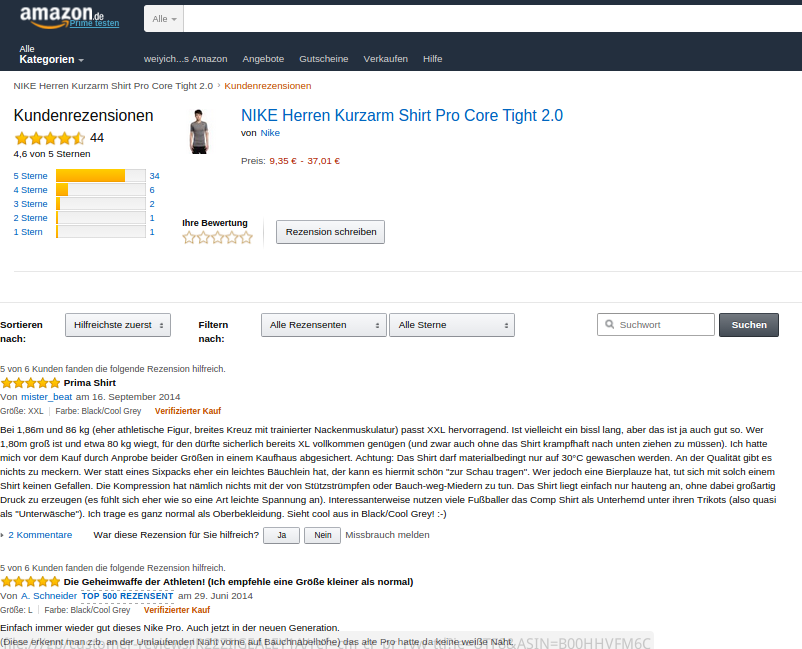 amazon.de
Prime testen
Alle
Alle
Kategorien
weiyich...s Amazon Angebote Gutscheine Verkaufen Hilfe
NIKE Herren Kurzarm Shirt Pro Core Tight 2.0 › Kundenrezensionen
Kundenrezensionen
44
4,6 von 5 Sternen
5 Sterne 34
4 Sterne 6
3 Sterne 2
2 Sterne 1
1 Stern 1
NIKE Herren Kurzarm Shirt Pro Core Tight 2.0
von Nike
Preis: 9,35 € - 37,01 €
Ihre Bewertung
Rezension schreiben
Sortieren nach:
Hilfreichste zuerst
Filtern nach:
Alle Rezensenten
Alle Sterne
Suchwort
Suchen
5 von 6 Kunden fanden die folgende Rezension hilfreich.
Prima Shirt
Von mister_beat am 16. September 2014
Größe: XXL | Farbe: Black/Cool Grey Verifizierter Kauf
Bei 1,86m und 86 kg (eher athletische Figur, breites Kreuz mit trainierter Nackenmuskulatur) passt XXL hervorragend. Ist vielleicht ein bissl lang, aber das ist ja auch gut so. Wer
1,80m groß ist und etwa 80 kg wiegt, für den dürfte sicherlich bereits XL vollkommen genügen (und zwar auch ohne das Shirt krampfhaft nach unten ziehen zu müssen). Ich hatte
mich vor dem Kauf durch Anprobe beider Größen in einem Kaufhaus abgesichert. Achtung: Das Shirt darf materialbedingt nur auf 30°C gewaschen werden. An der Qualität gibt es
nichts zu meckern. Wer statt eines Sixpacks eher ein leichtes Bäuchlein hat, der kann es hiermit schön "zur Schau tragen". Wer jedoch eine Bierplauze hat, tut sich mit solch einem
Shirt keinen Gefallen. Die Kompression hat nämlich nichts mit der von Stützstrümpfen oder Bauch-weg-Miedern zu tun. Das Shirt liegt einfach nur hauteng an, ohne dabei großartig
Druck zu erzeugen (es fühlt sich eher wie so eine Art leichte Spannung an). Interessanterweise nutzen viele Fußballer das Comp Shirt als Unterhemd unter ihren Trikots (also quasi
als "Unterwäsche"). Ich trage es ganz normal als Oberbekleidung. Sieht cool aus in Black/Cool Grey! :-)
2 Kommentare War diese Rezension für Sie hilfreich? Ja Nein Missbrauch melden
5 von 6 Kunden fanden die folgende Rezension hilfreich.
Die Geheimwaffe der Athleten! (Ich empfehle eine Größe kleiner als normal)
Von A. Schneider TOP 500 REZENSENT am 29. Juni 2014
Größe: L | Farbe: Black/Cool Grey Verifizierter Kauf
Einfach immer wieder gut dieses Nike Pro. Auch jetzt in der neuen Generation.
(Diese erkennt man z.b. an der Umlaufenden Naht vorne auf Bauchnabelhöhe) das alte Pro hatte da keine weiße Naht.
ASIN=B00HHVFM6C